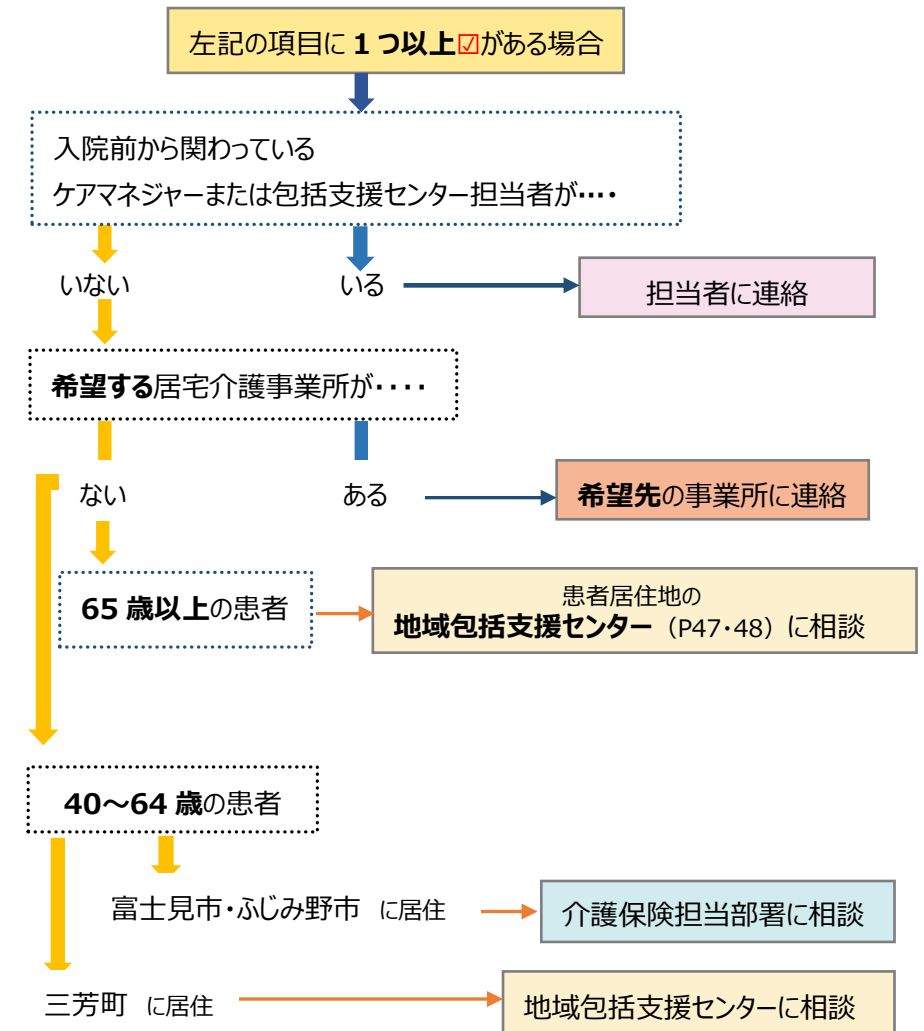 左記の項目に１つ以上☑がある場合
入院前から関わっている
ケアマネジャーまたは包括支援センター担当者が・・・・
いない
いる
担当者に連絡
希望する居宅介護事業所が・・・・
ない
ある
希望先の事業所に連絡
65 歳以上の患者
患者居住地の
地域包括支援センター（P47・48）に相談
40～64 歳の患者
富士見市・ふじみ野市 に居住
介護保険担当部署に相談
三芳町 に居住
地域包括支援センターに相談